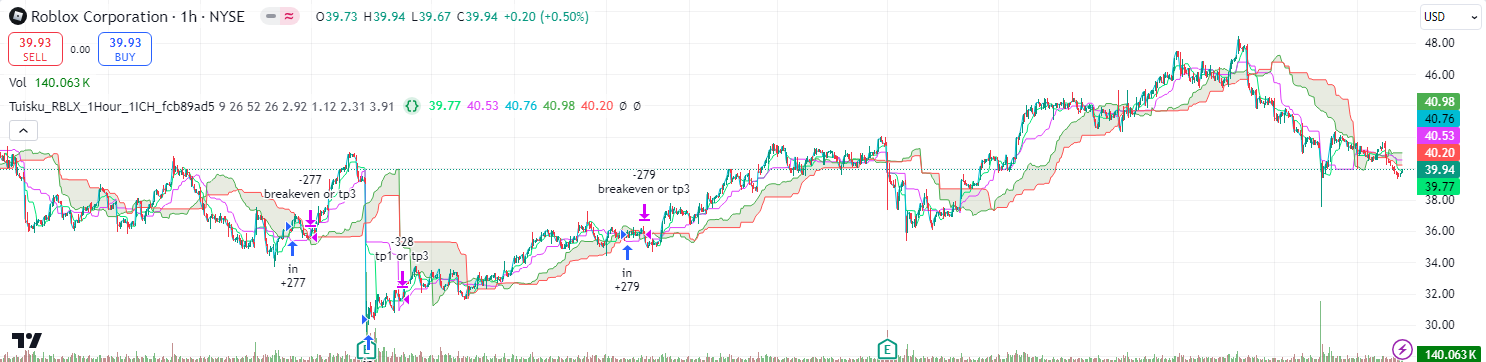 Roblox Corporation · 1h · NYSE O39.73 H39.94 L39.67 C39.94 +0.20 (+0.50%)
USD
39.93 SELL
0.00
39.93 BUY
Vol 140.063 K
Tuisku_RBLX_1Hour_1ICH_fcb89ad5 9 26 52 26 2.92 1.12 2.31 3.91 {} 39.77 40.53 40.76 40.98 40.20 Ø Ø
48.00
46.00
40.98
40.76
40.53
40.20
39.94
39.77
38.00
36.00
34.00
32.00
30.00
140.063 K
-277
breakeven or tp3
in
+277
-328
tp1 or tp3
-279
breakeven or tp3
in
+279
E
E